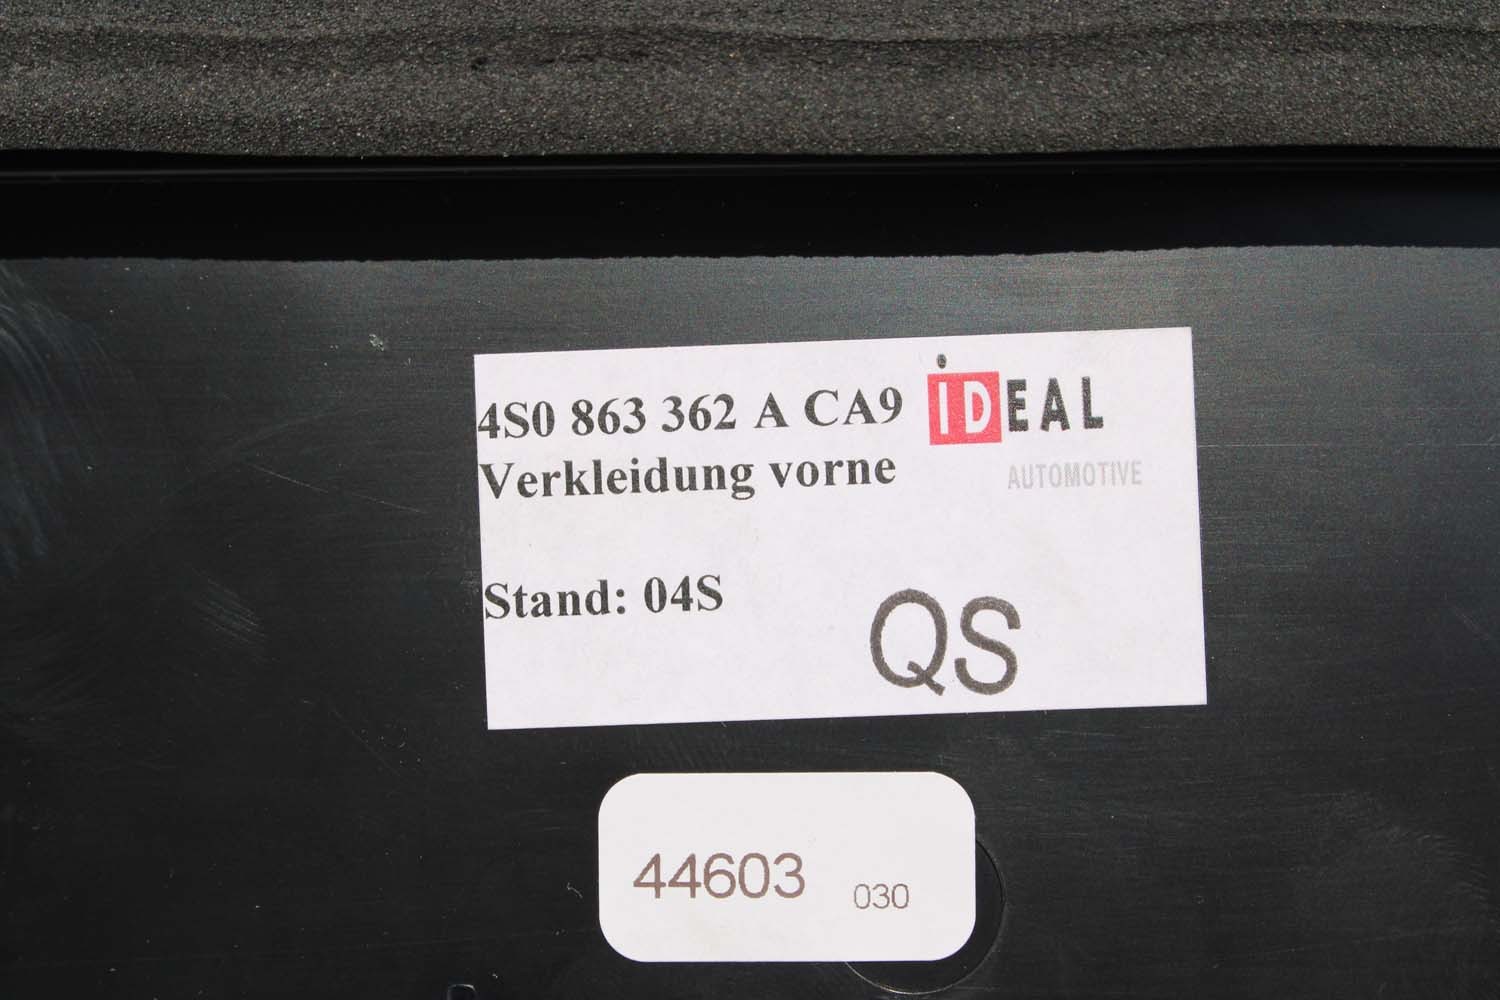 4S0 863 362 A CA9
iDEAL
Verkleidung vorne
AUTOMOTIVE
Stand: 04S
QS
44603 030